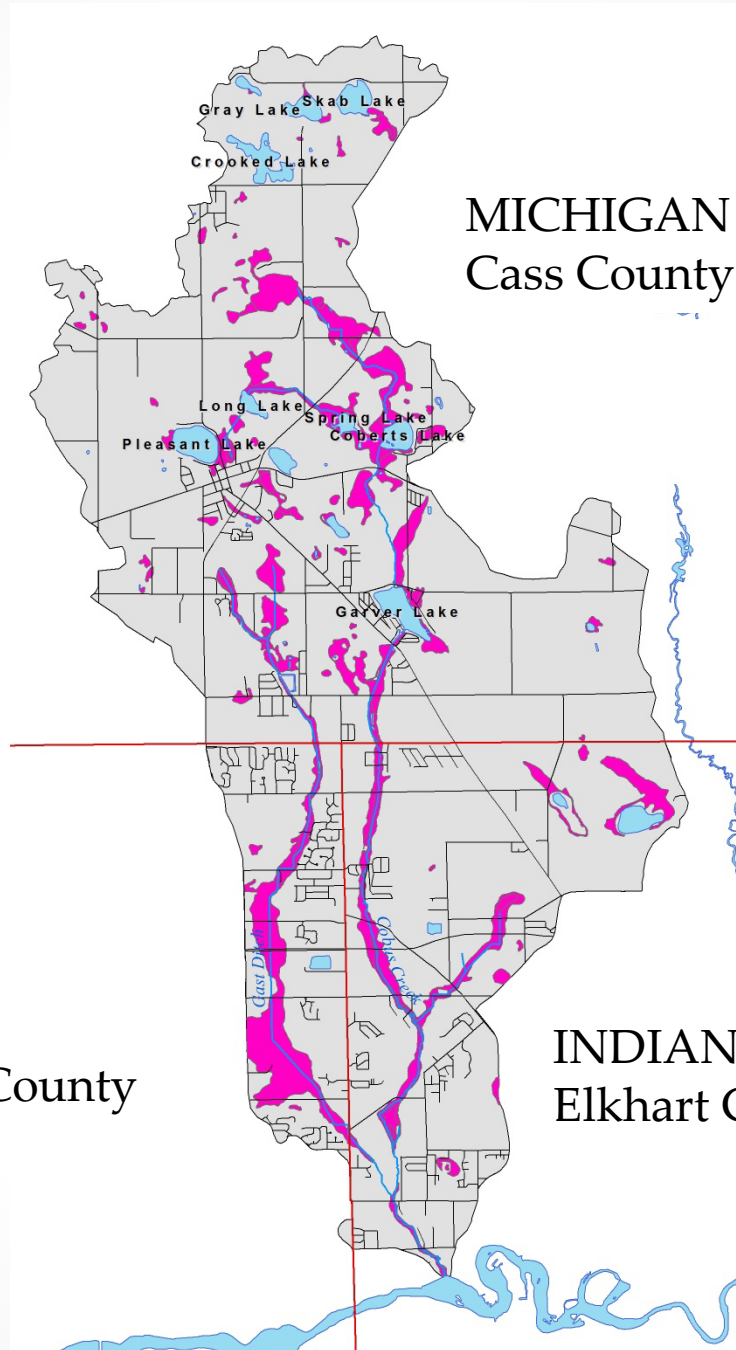 Skab Lake
Gray Lake
Crooked Lake
MICHIGAN
Cass County
Long Lake
Spring Lake
Coberts Lake
Pleasant Lake
Garver Lake
Gast Ditch
Cobus Creek
INDIAN
Elkhart C
County